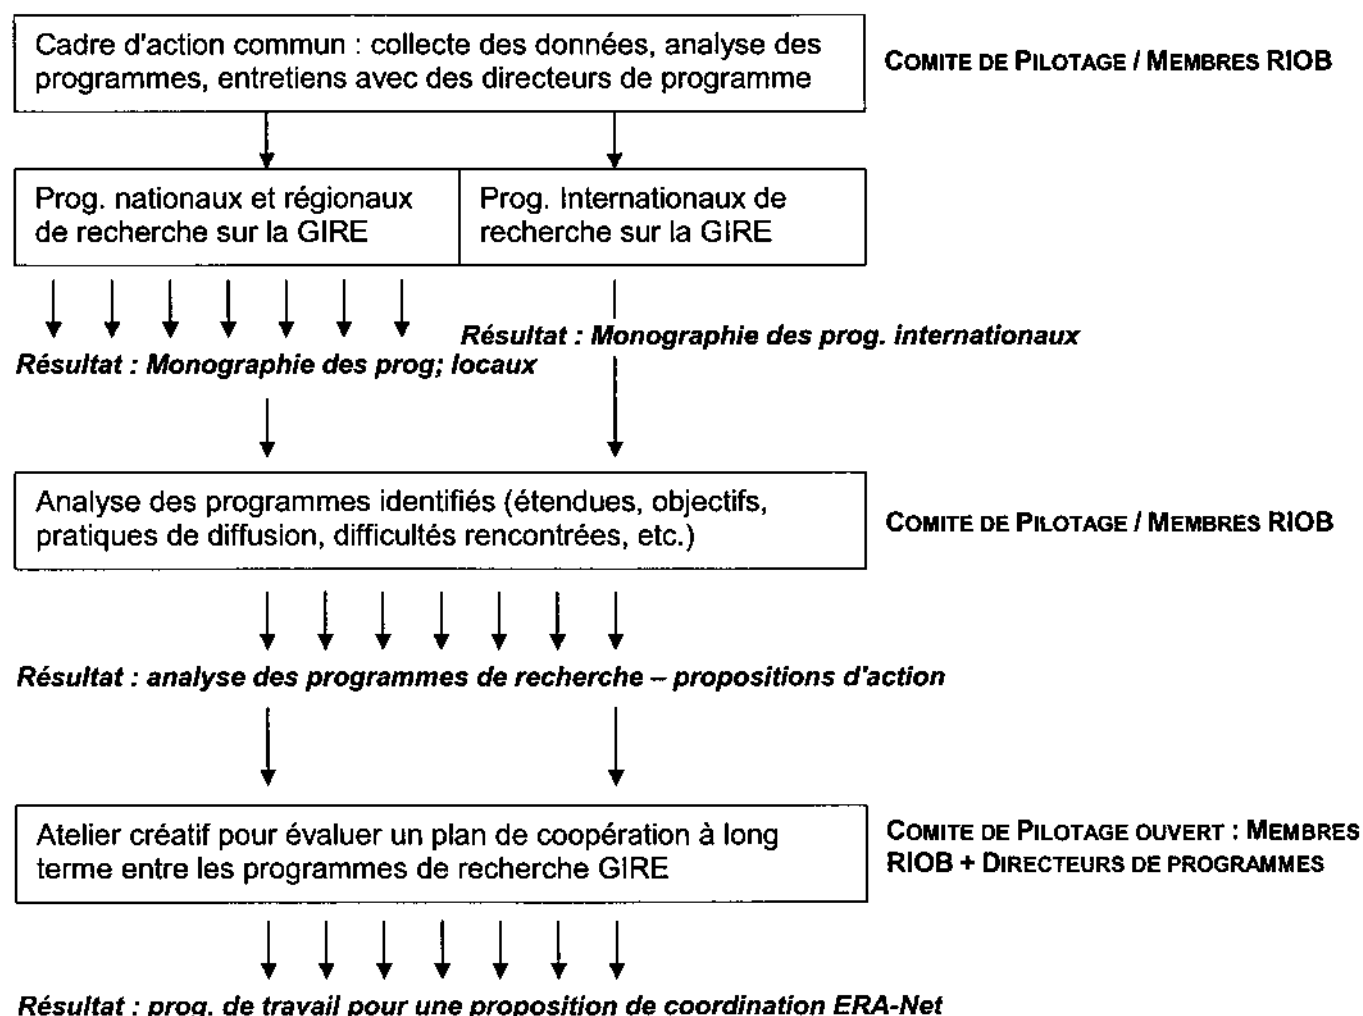 Cadre d'action commun : collecte des données, analyse des
programmes, entretiens avec des directeurs de programme
COMITE DE PILOTAGE / MEMBRES RIOB
Prog. nationaux et régionaux
de recherche sur la GIRE
Prog. Internationaux de
recherche sur la GIRE
Résultat : Monographie des prog. internationaux
Résultat : Monographie des prog; locaux
Analyse des programmes identifiés (étendues, objectifs,
pratiques de diffusion, difficultés rencontrées, etc.)
COMITE DE PILOTAGE / MEMBRES RIOB
Résultat : analyse des programmes de recherche – propositions d'action
Atelier créatif pour évaluer un plan de coopération à long
terme entre les programmes de recherche GIRE
COMITE DE PILOTAGE OUVERT : MEMBRES
RIOB + DIRECTEURS DE PROGRAMMES
Résultat : prog. de travail pour une proposition de coordination ERA-Net